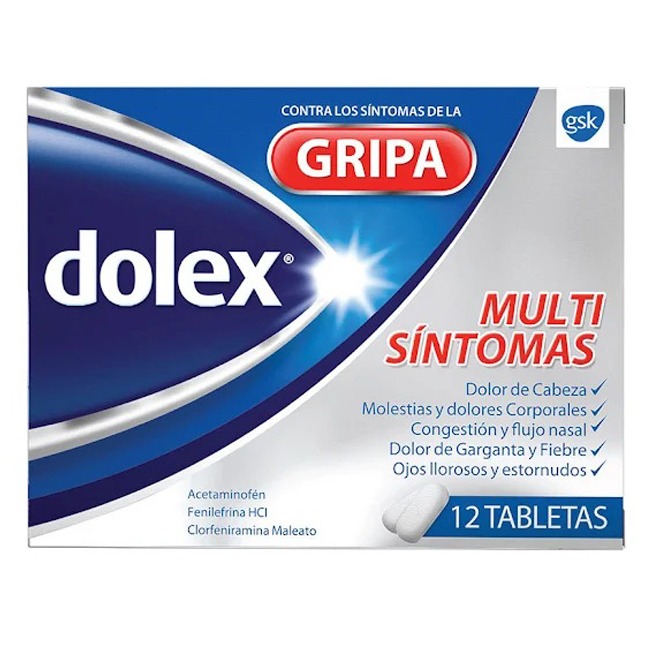 CONTRA LOS SÍNTOMAS DE LA
GRIPA
gsk
dolex®
MULTI
SÍNTOMAS
Dolor de Cabeza ✓
Molestias y dolores Corporales ✓
Congestión y flujo nasal ✓
Dolor de Garganta y Fiebre ✓
Ojos llorosos y estornudos ✓
Acetaminofén
Fenilefrina HCl
Clorfeniramina Maleato
12 TABLETAS